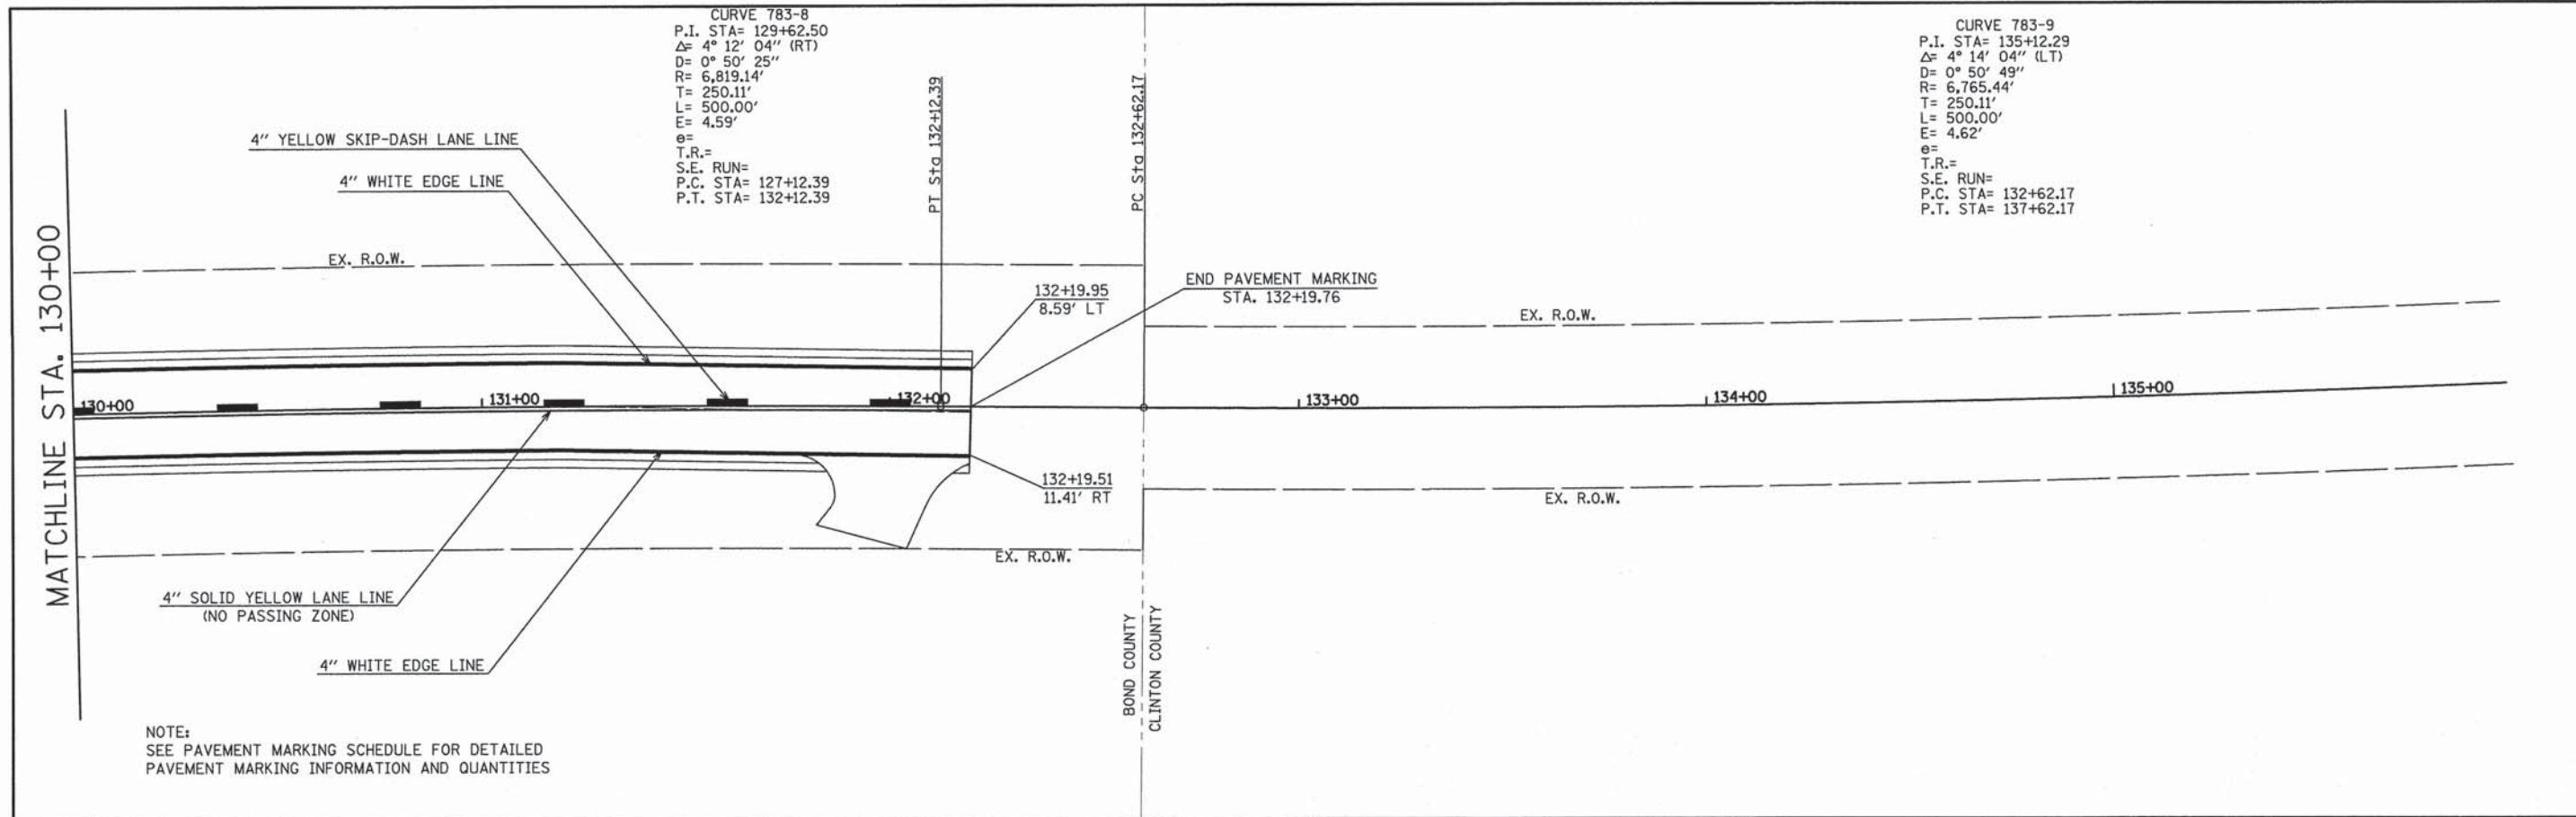 CURVE 783-8
P.I. STA= 129+62.50
Δ= 4° 12' 04" (RT)
D= 0° 50' 25"
R= 6,819.14'
T= 250.11'
L= 500.00'
E= 4.59'
e=
T.R.=
S.E. RUN=
P.C. STA= 127+12.39
P.T. STA= 132+12.39
CURVE 783-9
P.I. STA= 135+12.29
Δ= 4° 14' 04" (LT)
D= 0° 50' 49"
R= 6,765.44'
T= 250.11'
L= 500.00'
E= 4.62'
e=
T.R.=
S.E. RUN=
P.C. STA= 132+62.17
P.T. STA= 137+62.17
PT Sta 132+12.39
PC Sta 132+62.17
4" YELLOW SKIP-DASH LANE LINE
4" WHITE EDGE LINE
MATCHLINE STA. 130+00
EX. R.O.W.
132+19.95
8.59' LT
END PAVEMENT MARKING
STA. 132+19.76
EX. R.O.W.
130+00
131+00
132+00
133+00
134+00
135+00
132+19.51
11.41' RT
EX. R.O.W.
EX. R.O.W.
4" SOLID YELLOW LANE LINE
(NO PASSING ZONE)
4" WHITE EDGE LINE
BOND COUNTY
CLINTON COUNTY
NOTE:
SEE PAVEMENT MARKING SCHEDULE FOR DETAILED
PAVEMENT MARKING INFORMATION AND QUANTITIES